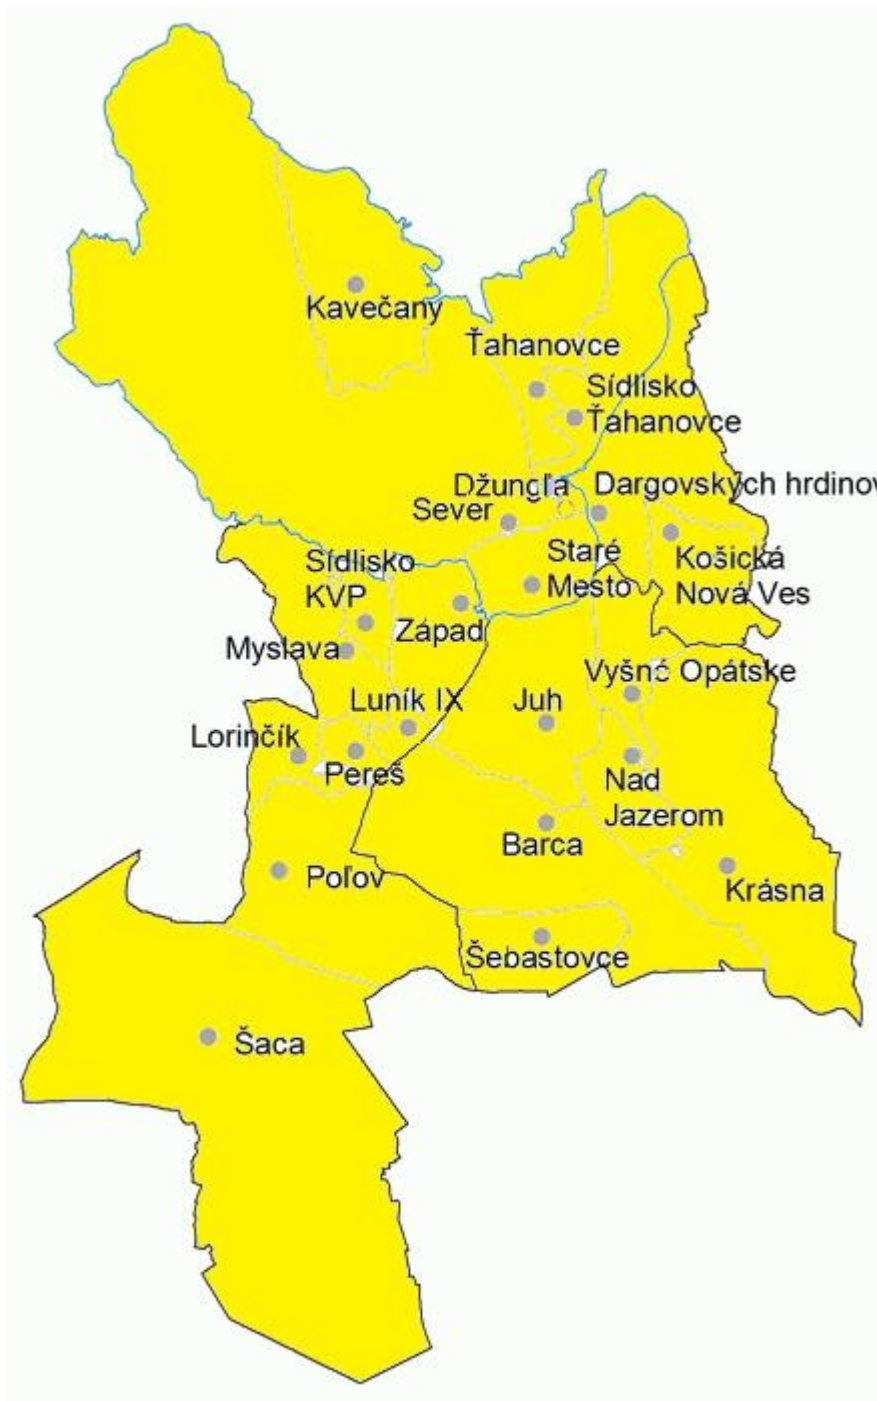 Kavečany
Ťahanovce
Sídlisko
Ťahanovce
Džungľa
Dargovských hrdinov
Sever
Staré
Mesto
Košická
Nová Ves
Sídlisko
KVP
Západ
Myslava
Vyšné Opátske
Luník IX
Juh
Lorinčík
Pereš
Nad
Jazerom
Barca
Poľov
Krásna
Šebastovce
Šaca